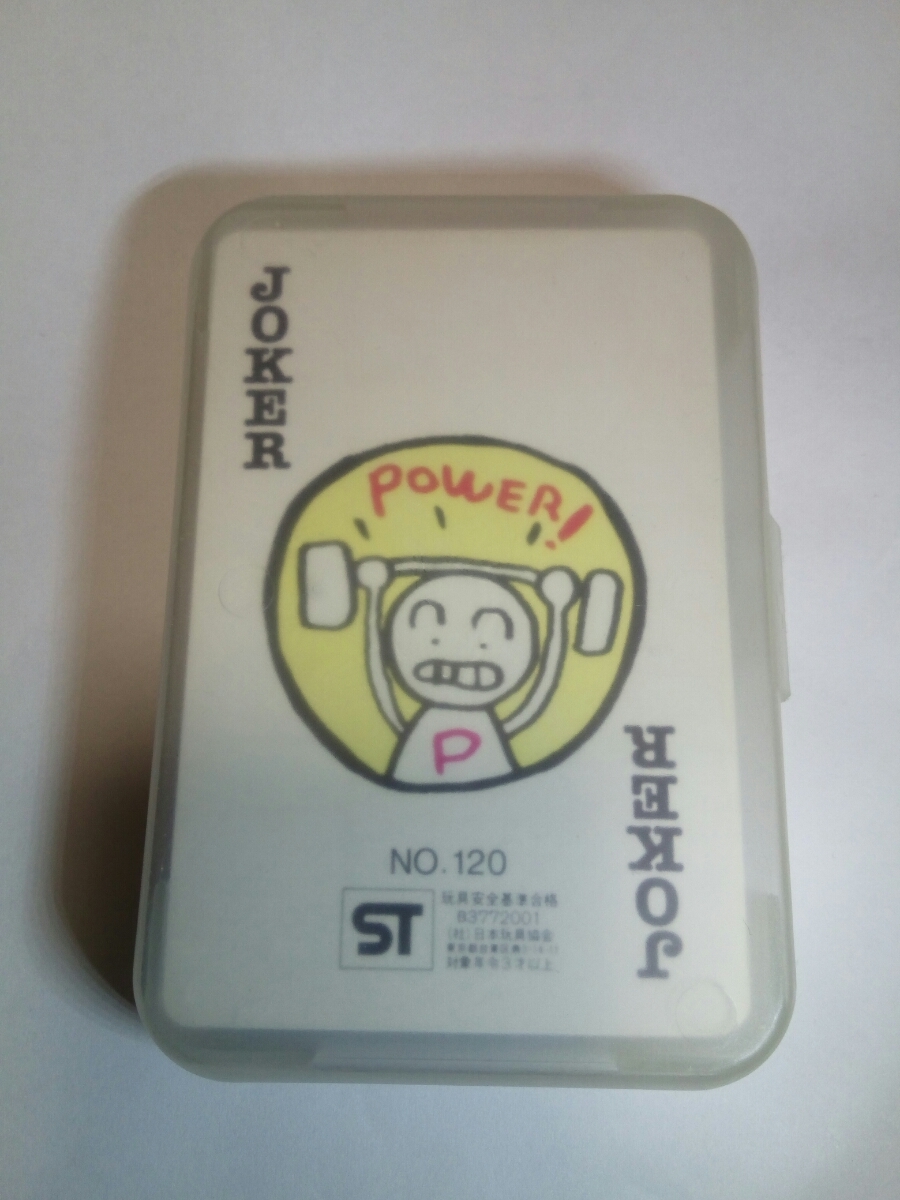 JOKER
POWER!
P
NO.120
ST
玩具安全基準合格
B3772001
(社)日本玩具協会
対象年令3才以上
JOKER